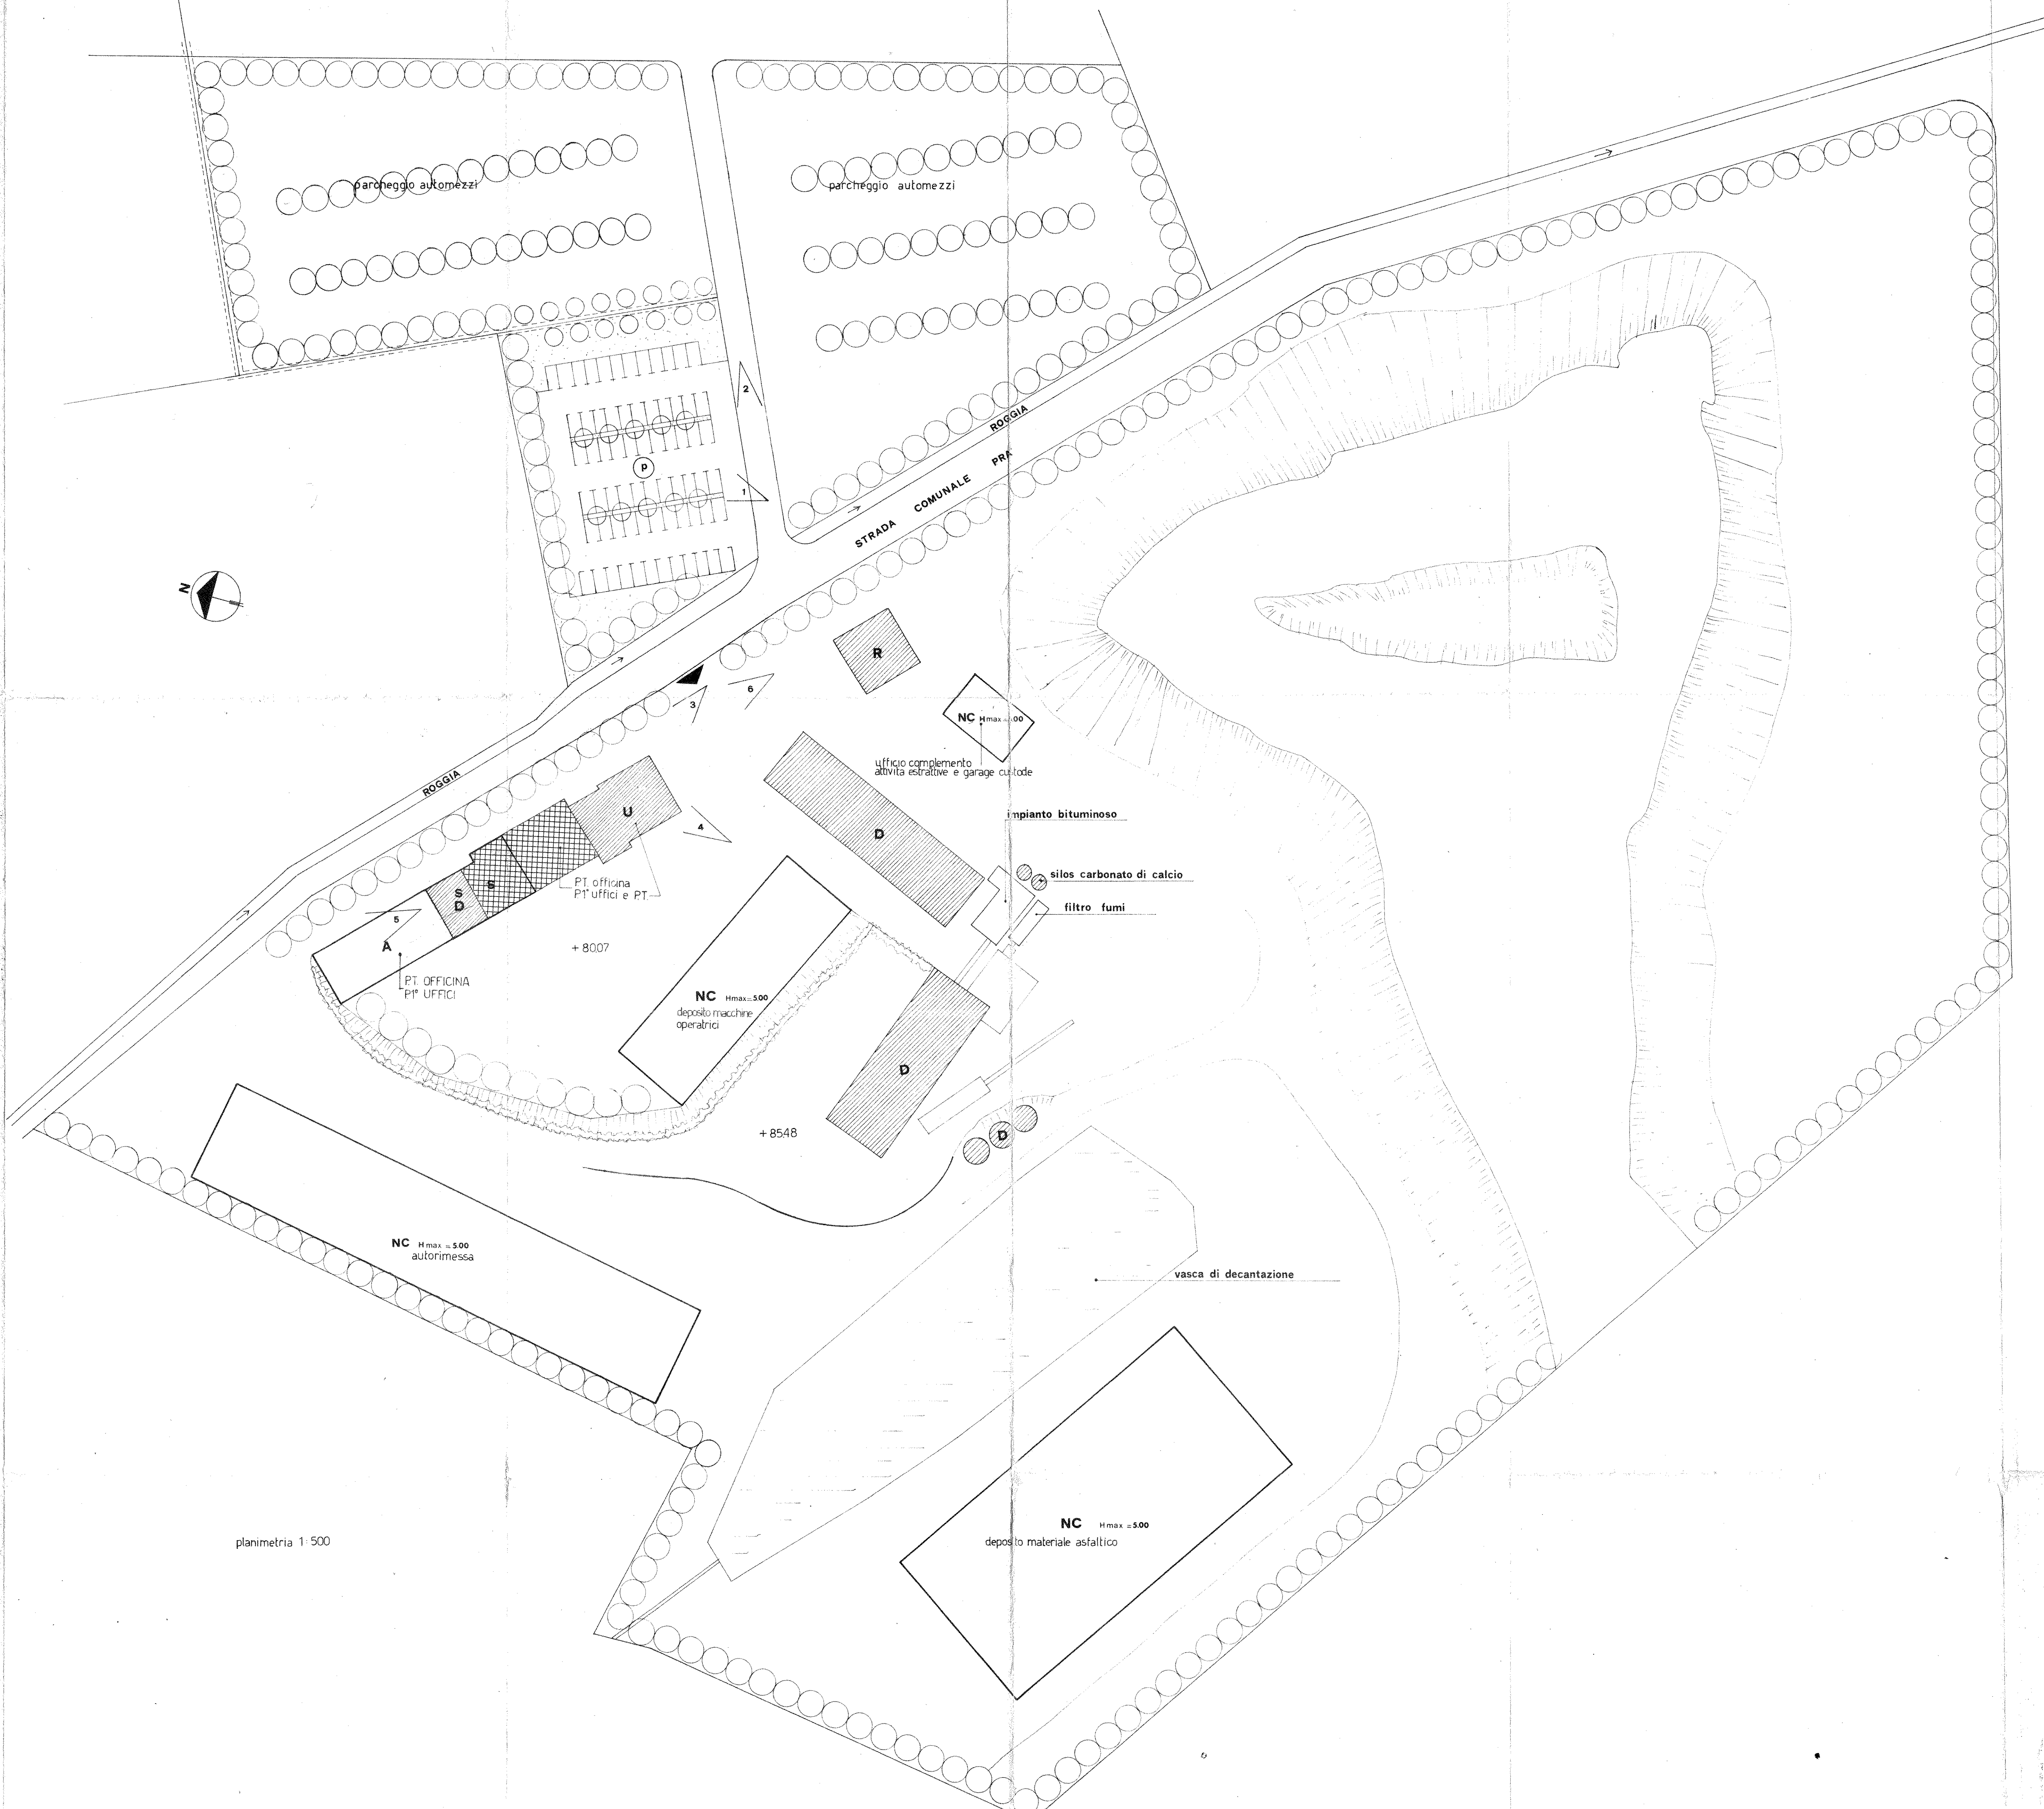 parcheggio automezzi
parcheggio automezzi
2
P
1
ROGGIA
STRADA COMUNALE PRA
N
R
6
3
NC Hmax=5.00
ufficio complemento
attivita estrattive e garage custode
ROGGIA
U
4
D
impianto bituminoso
silos carbonato di calcio
filtro fumi
S
S
D
P.T. officina
P1° uffici e P.T.
5
A
+ 80.07
P.T. OFFICINA
P1° UFFICI
NC Hmax=5.00
deposito macchine
operatrici
D
+ 85.48
D
NC Hmax=5.00
autorimessa
vasca di decantazione
NC Hmax=5.00
deposito materiale asfaltico
planimetria 1:500